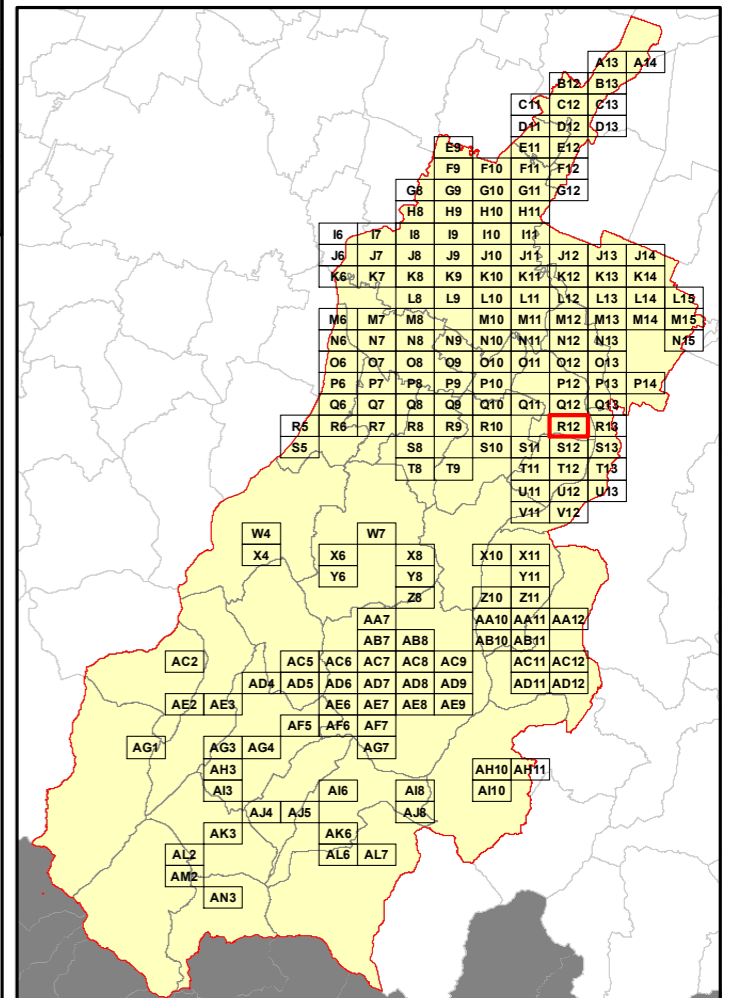 A13 A14
B12 B13
C11 C12 C13
D11 D12 D13
E9 E11 E12
F9 F10 F11 F12
G8 G9 G10 G11 G12
H8 H9 H10 H11
I6 I7 I8 I9 I10 I11
J6 J7 J8 J9 J10 J11 J12 J13 J14
K6 K7 K8 K9 K10 K11 K12 K13 K14
L8 L9 L10 L11 L12 L13 L14 L15
M6 M7 M8 M10 M11 M12 M13 M14 M15
N6 N7 N8 N9 N10 N11 N12 N13 N15
O6 O7 O8 O9 O10 O11 O12 O13
P6 P7 P8 P9 P10 P12 P13 P14
Q6 Q7 Q8 Q9 Q10 Q11 Q12 Q13
R5 R6 R7 R8 R9 R10 R12 R13
S5 S8 S10 S11 S12 S13
T8 T9 T11 T12 T13
U11 U12 U13
V11 V12
W4 W7
X4 X6 X8 X10 X11
Y6 Y8 Y11
Z8 Z10 Z11
AA7 AA10 AA11 AA12
AB7 AB8 AB10 AB11
AC2 AC5 AC6 AC7 AC8 AC9 AC11 AC12
AD4 AD5 AD6 AD7 AD8 AD9 AD11 AD12
AE2 AE3 AE6 AE7 AE8 AE9
AF5 AF6 AF7
AG1 AG3 AG4 AG7
AH3 AH10 AH11
AI3 AI6 AI8 AI10
AJ4 AJ5 AJ8
AK3 AK6
AL2 AL6 AL7
AM2
AN3